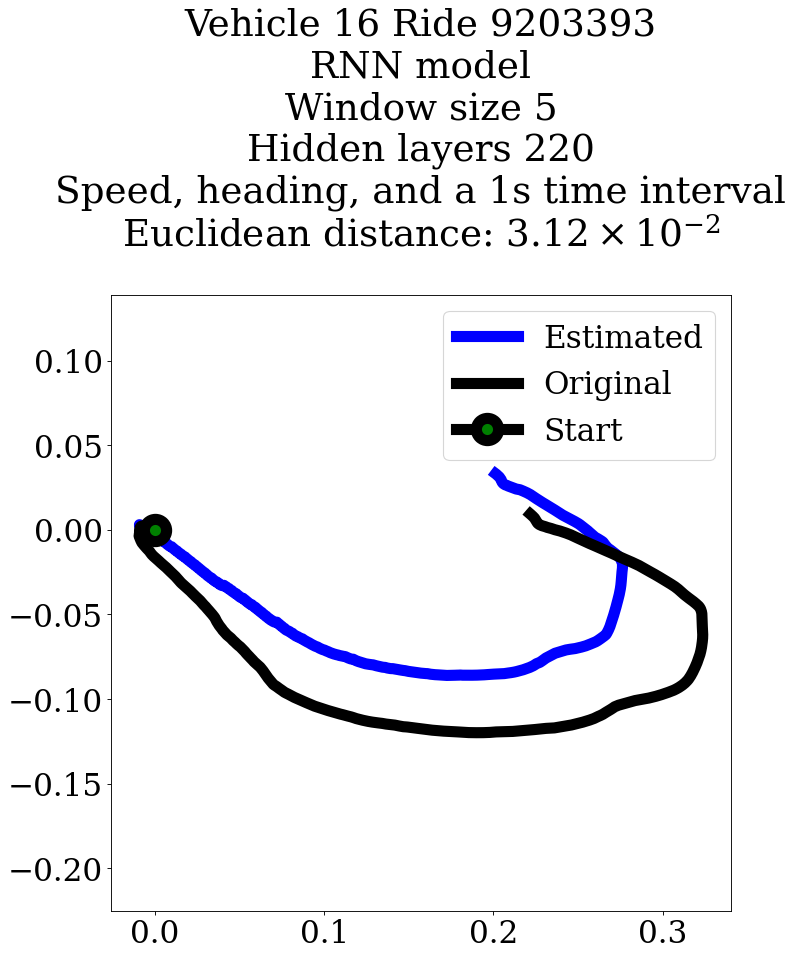 Vehicle 16 Ride 9203393
RNN model
Window size 5
Hidden layers 220
Speed, heading, and a 1s time interval
Euclidean distance: 3.12 × 10⁻²
Estimated
Original
Start
0.10
0.05
0.00
−0.05
−0.10
−0.15
−0.20
0.0 0.1 0.2 0.3